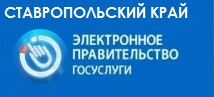 СТАВРОПОЛЬСКИЙ КРАЙ
ЭЛЕКТРОННОЕ
ПРАВИТЕЛЬСТВО
ГОСУСЛУГИ